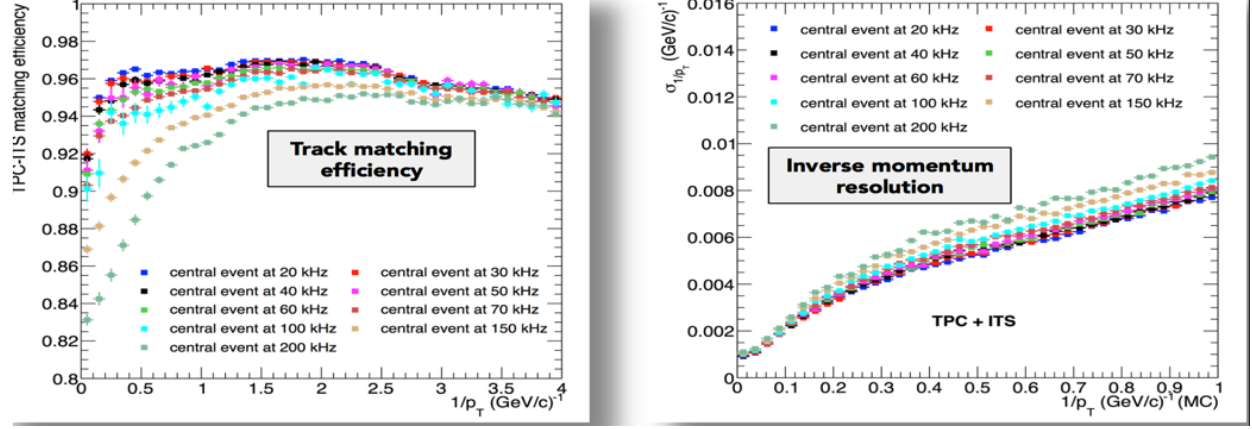 1
0.98
0.96
0.94
0.92
0.9
0.88
0.86
0.84
0.82
0.8
TPC-ITS matching efficiency
Track matching
efficiency
central event at 20 kHz central event at 30 kHz
central event at 40 kHz central event at 50 kHz
central event at 60 kHz central event at 70 kHz
central event at 100 kHz central event at 150 kHz
central event at 200 kHz
0 0.5 1 1.5 2 2.5 3 3.5 4
1/pT (GeV/c)-1
0.016
0.014
0.012
0.01
0.008
0.006
0.004
0.002
0
σ1/pT (GeV/c)-1
central event at 20 kHz central event at 30 kHz
central event at 40 kHz central event at 50 kHz
central event at 60 kHz central event at 70 kHz
central event at 100 kHz central event at 150 kHz
central event at 200 kHz
Inverse momentum
resolution
TPC + ITS
0 0.1 0.2 0.3 0.4 0.5 0.6 0.7 0.8 0.9 1
1/pT (GeV/c)-1 (MC)